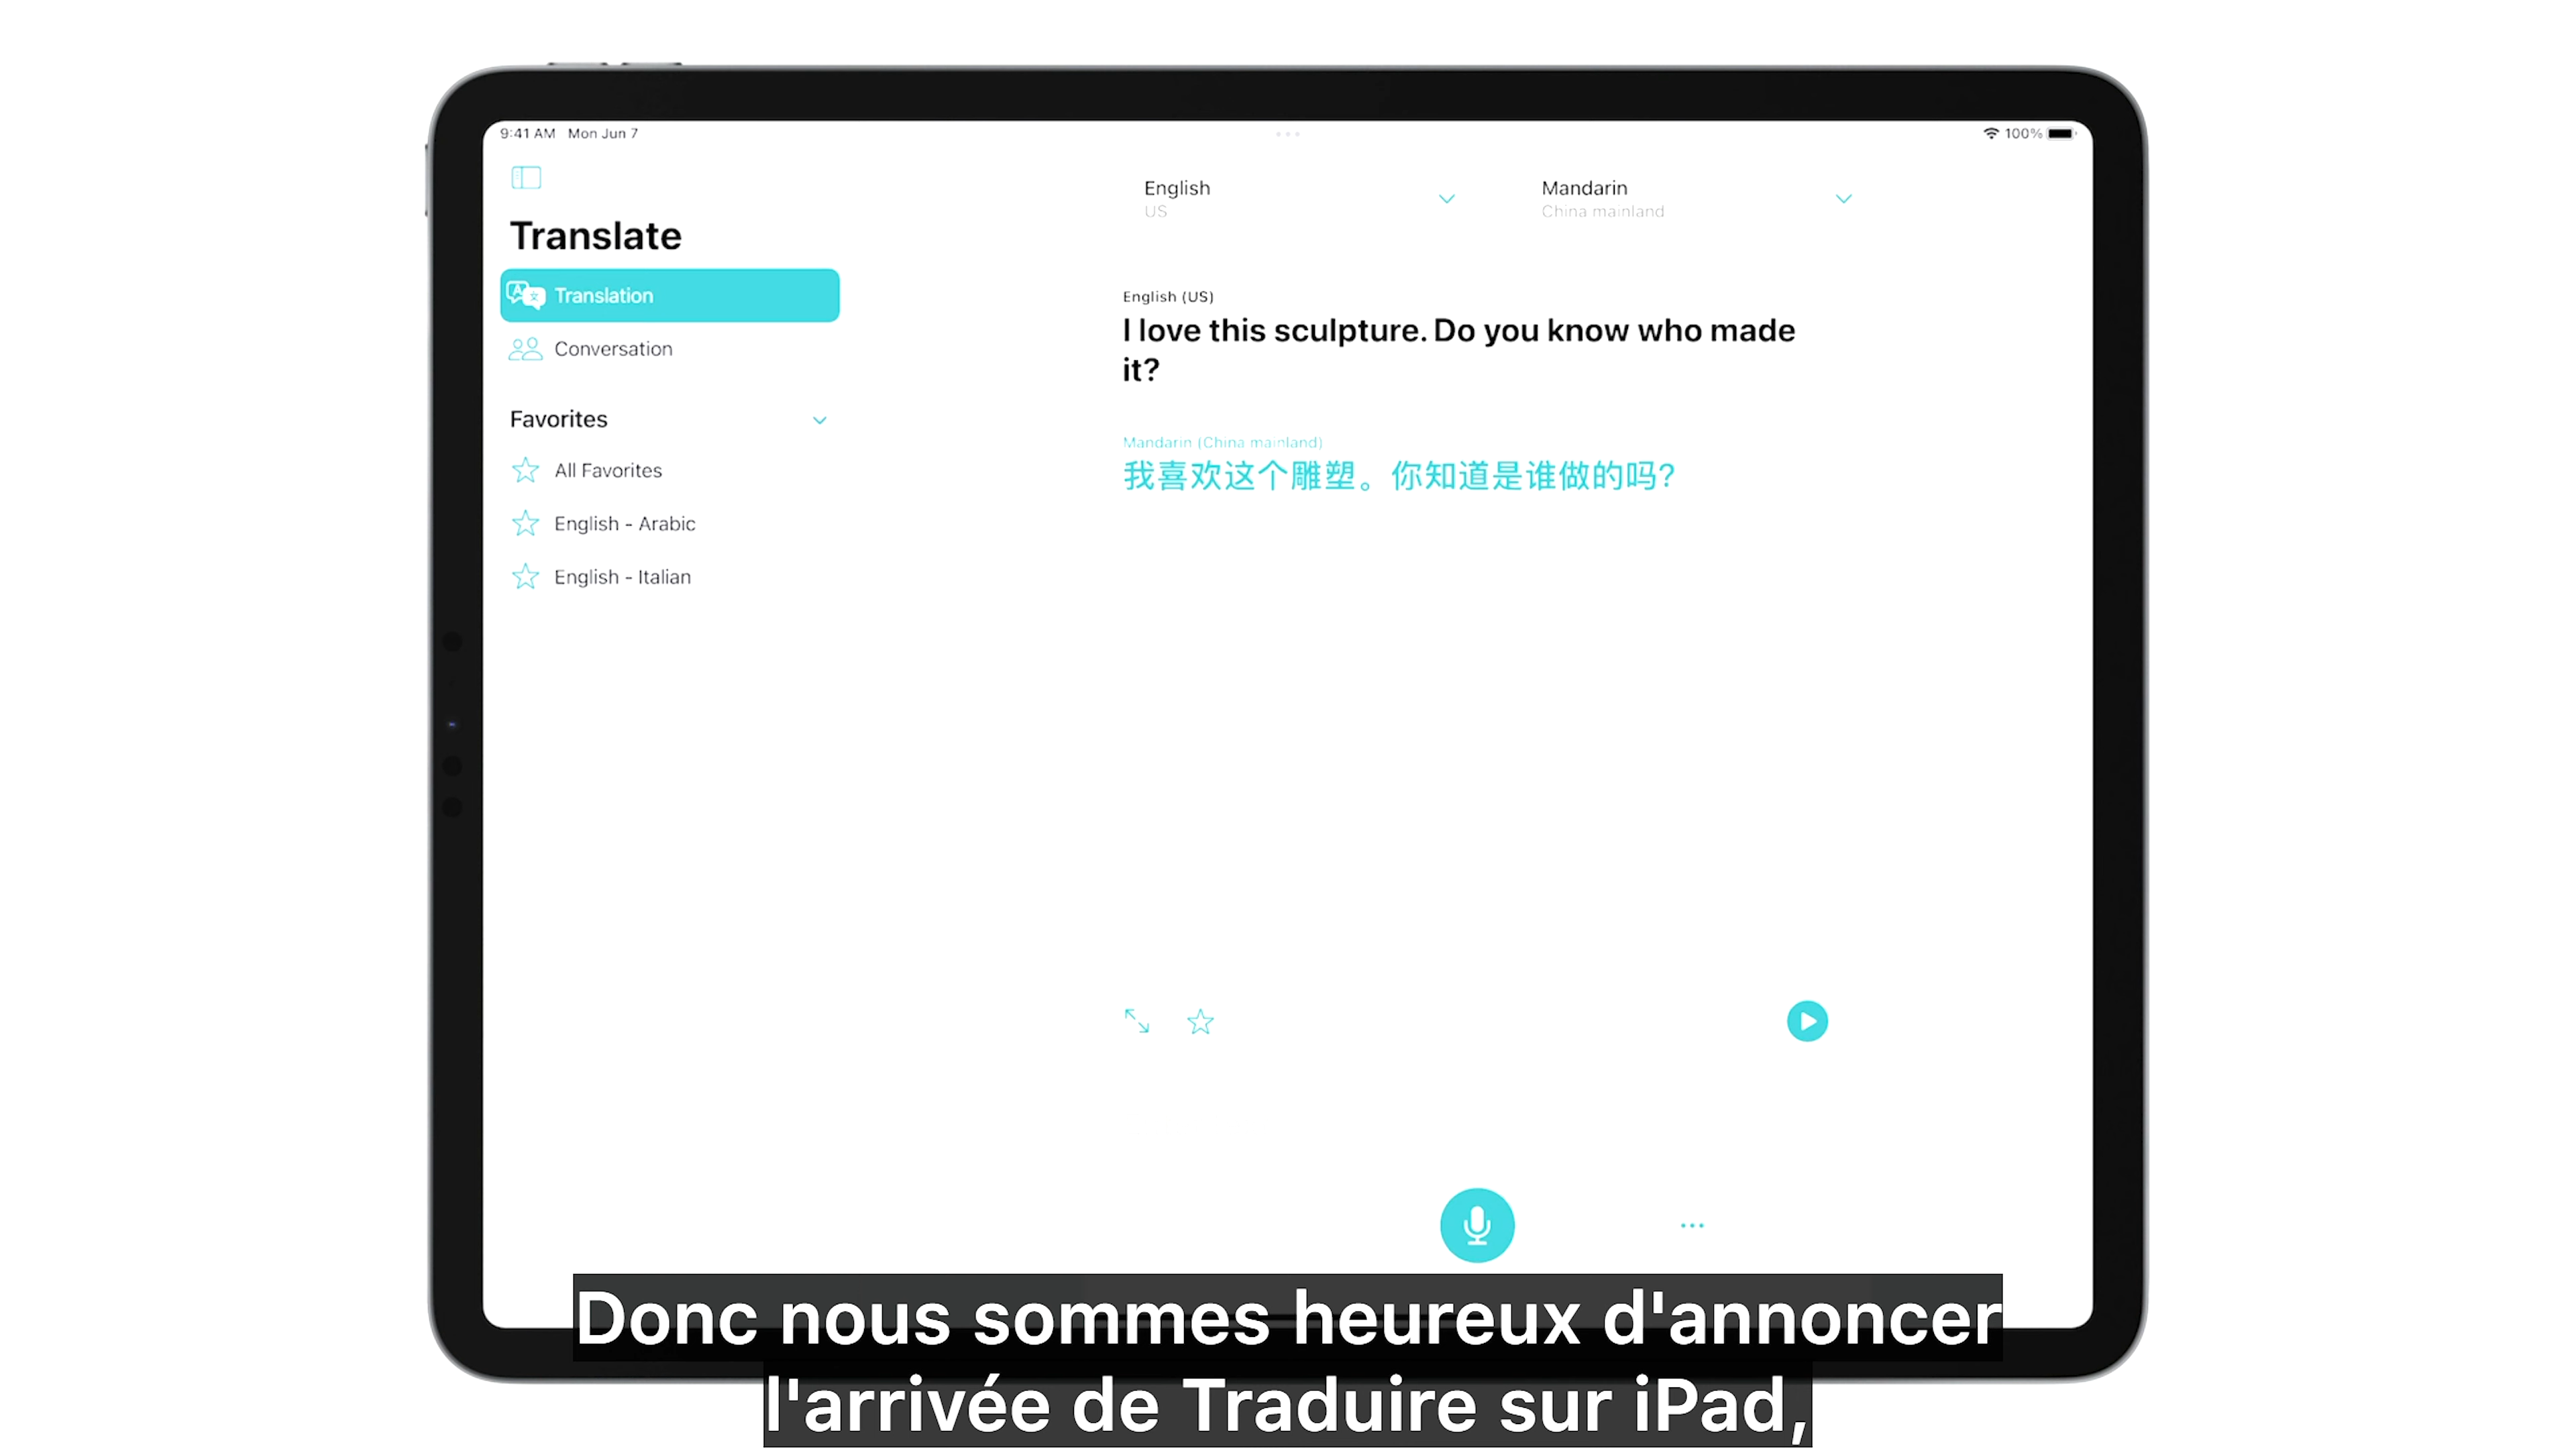 9:41 AM Mon Jun 7
100%
English
US
Mandarin
China mainland
Translate
Translation
Conversation
Favorites
All Favorites
English - Arabic
English - Italian
English (US)
I love this sculpture. Do you know who made
it?
Mandarin (China mainland)
我喜欢这个雕塑。你知道是谁做的吗?
Donc nous sommes heureux d'annoncer
l'arrivée de Traduire sur iPad,